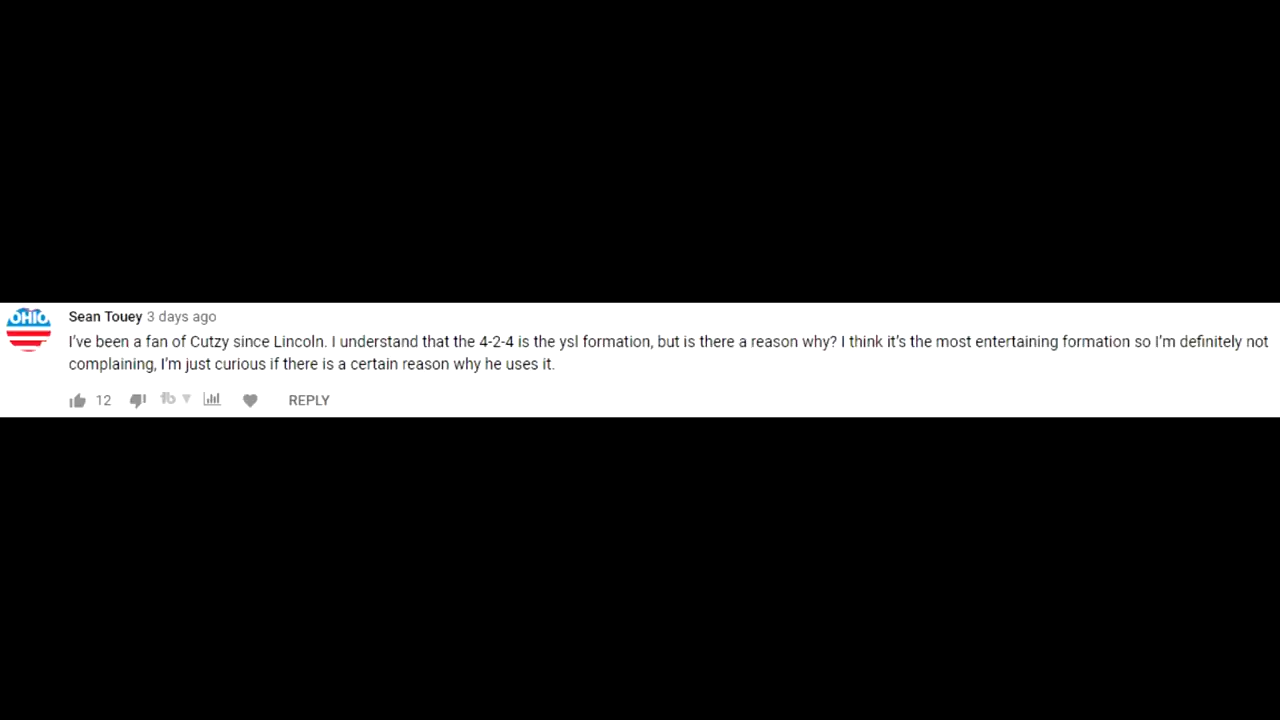 OHIO
Sean Touey 3 days ago
I've been a fan of Cutzy since Lincoln. I understand that the 4-2-4 is the ysl formation, but is there a reason why? I think it's the most entertaining formation so I'm definitely not
complaining, I'm just curious if there is a certain reason why he uses it.
12 tb REPLY